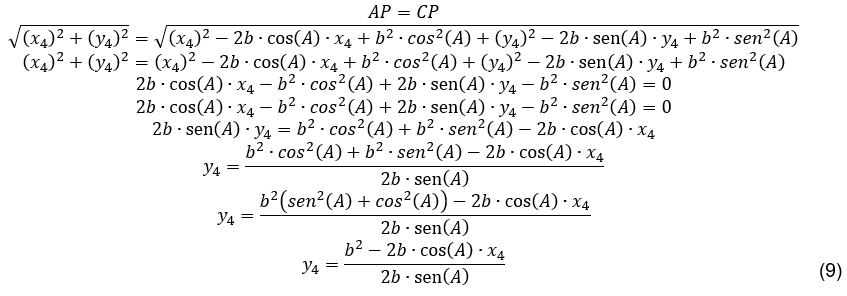 AP = CP
√((x₄)² + (y₄)²) = √((x₄)² − 2b · cos(A) · x₄ + b² · cos²(A) + (y₄)² − 2b · sen(A) · y₄ + b² · sen²(A))
(x₄)² + (y₄)² = (x₄)² − 2b · cos(A) · x₄ + b² · cos²(A) + (y₄)² − 2b · sen(A) · y₄ + b² · sen²(A)
2b · cos(A) · x₄ − b² · cos²(A) + 2b · sen(A) · y₄ − b² · sen²(A) = 0
2b · cos(A) · x₄ − b² · cos²(A) + 2b · sen(A) · y₄ − b² · sen²(A) = 0
2b · sen(A) · y₄ = b² · cos²(A) + b² · sen²(A) − 2b · cos(A) · x₄
y₄ = (b² · cos²(A) + b² · sen²(A) − 2b · cos(A) · x₄) / (2b · sen(A))
y₄ = (b²(sen²(A) + cos²(A)) − 2b · cos(A) · x₄) / (2b · sen(A))
y₄ = (b² − 2b · cos(A) · x₄) / (2b · sen(A)) (9)